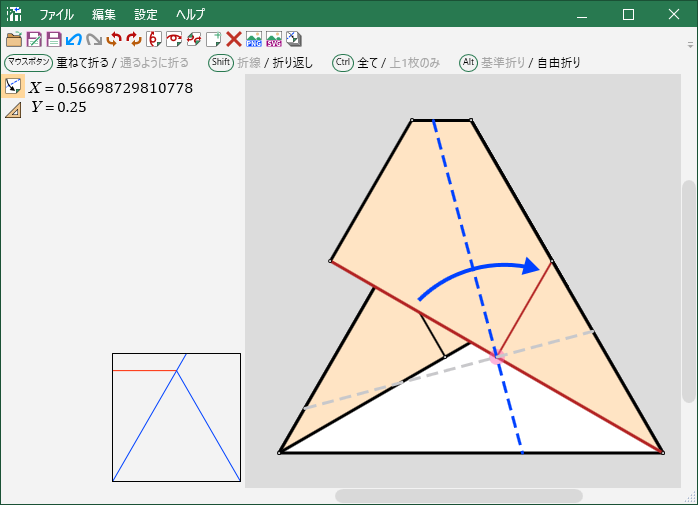 ファイル 編集 設定 ヘルプ
PNG SVG
マウスボタン 重ねて折る / 通るように折る Shift 折線 / 折り返し Ctrl 全て / 上1枚のみ Alt 基準折り / 自由折り
X = 0.56698729810778
Y = 0.25